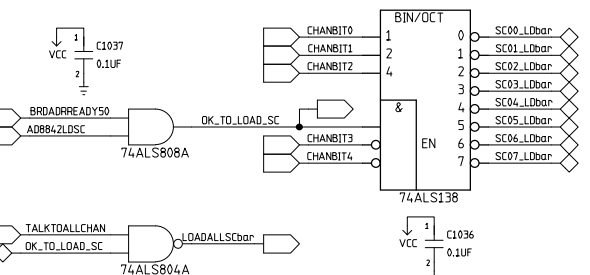 BIN/OCT
CHANBIT0 1 0 SC00_LDbar
CHANBIT1 2 1 SC01_LDbar
CHANBIT2 4 2 SC02_LDbar
3 SC03_LDbar
& 4 SC04_LDbar
5 SC05_LDbar
CHANBIT3 EN 6 SC06_LDbar
CHANBIT4 7 SC07_LDbar
74ALS138
1 C1037
VCC 0.1UF
2
BRDADRREADY50 OK_TO_LOAD_SC
AD8842LDSC
74ALS808A
TALKTOALLCHAN LOADALLSCbar
OK_TO_LOAD_SC
74ALS804A
1 C1036
VCC 0.1UF
2